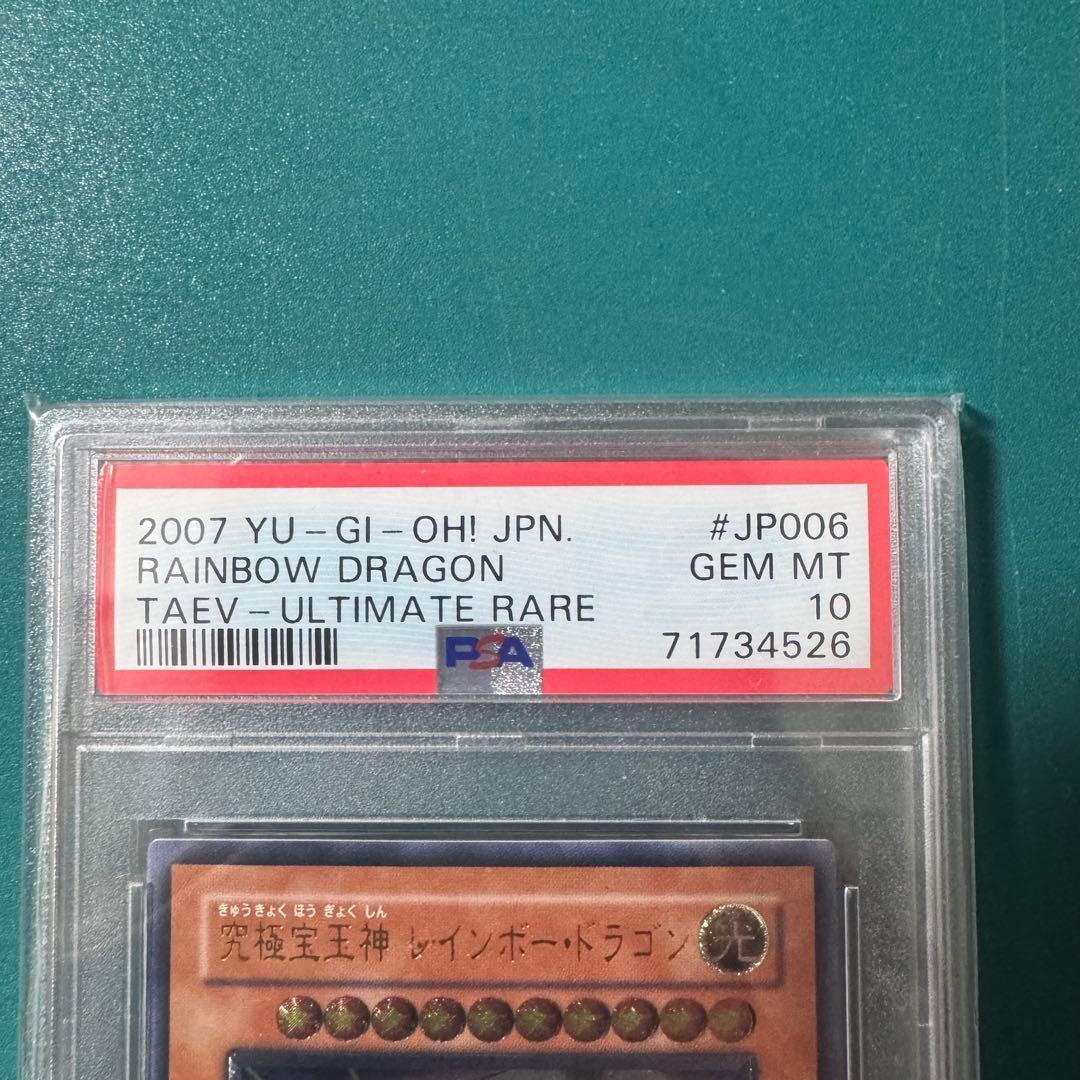 2007 YU-GI-OH! JPN. #JP006
RAINBOW DRAGON GEM MT
TAEV-ULTIMATE RARE 10
PSA 71734526
きゅうきょく ほう ぎょく しん
究極宝玉神 レインボー・ドラゴン 光